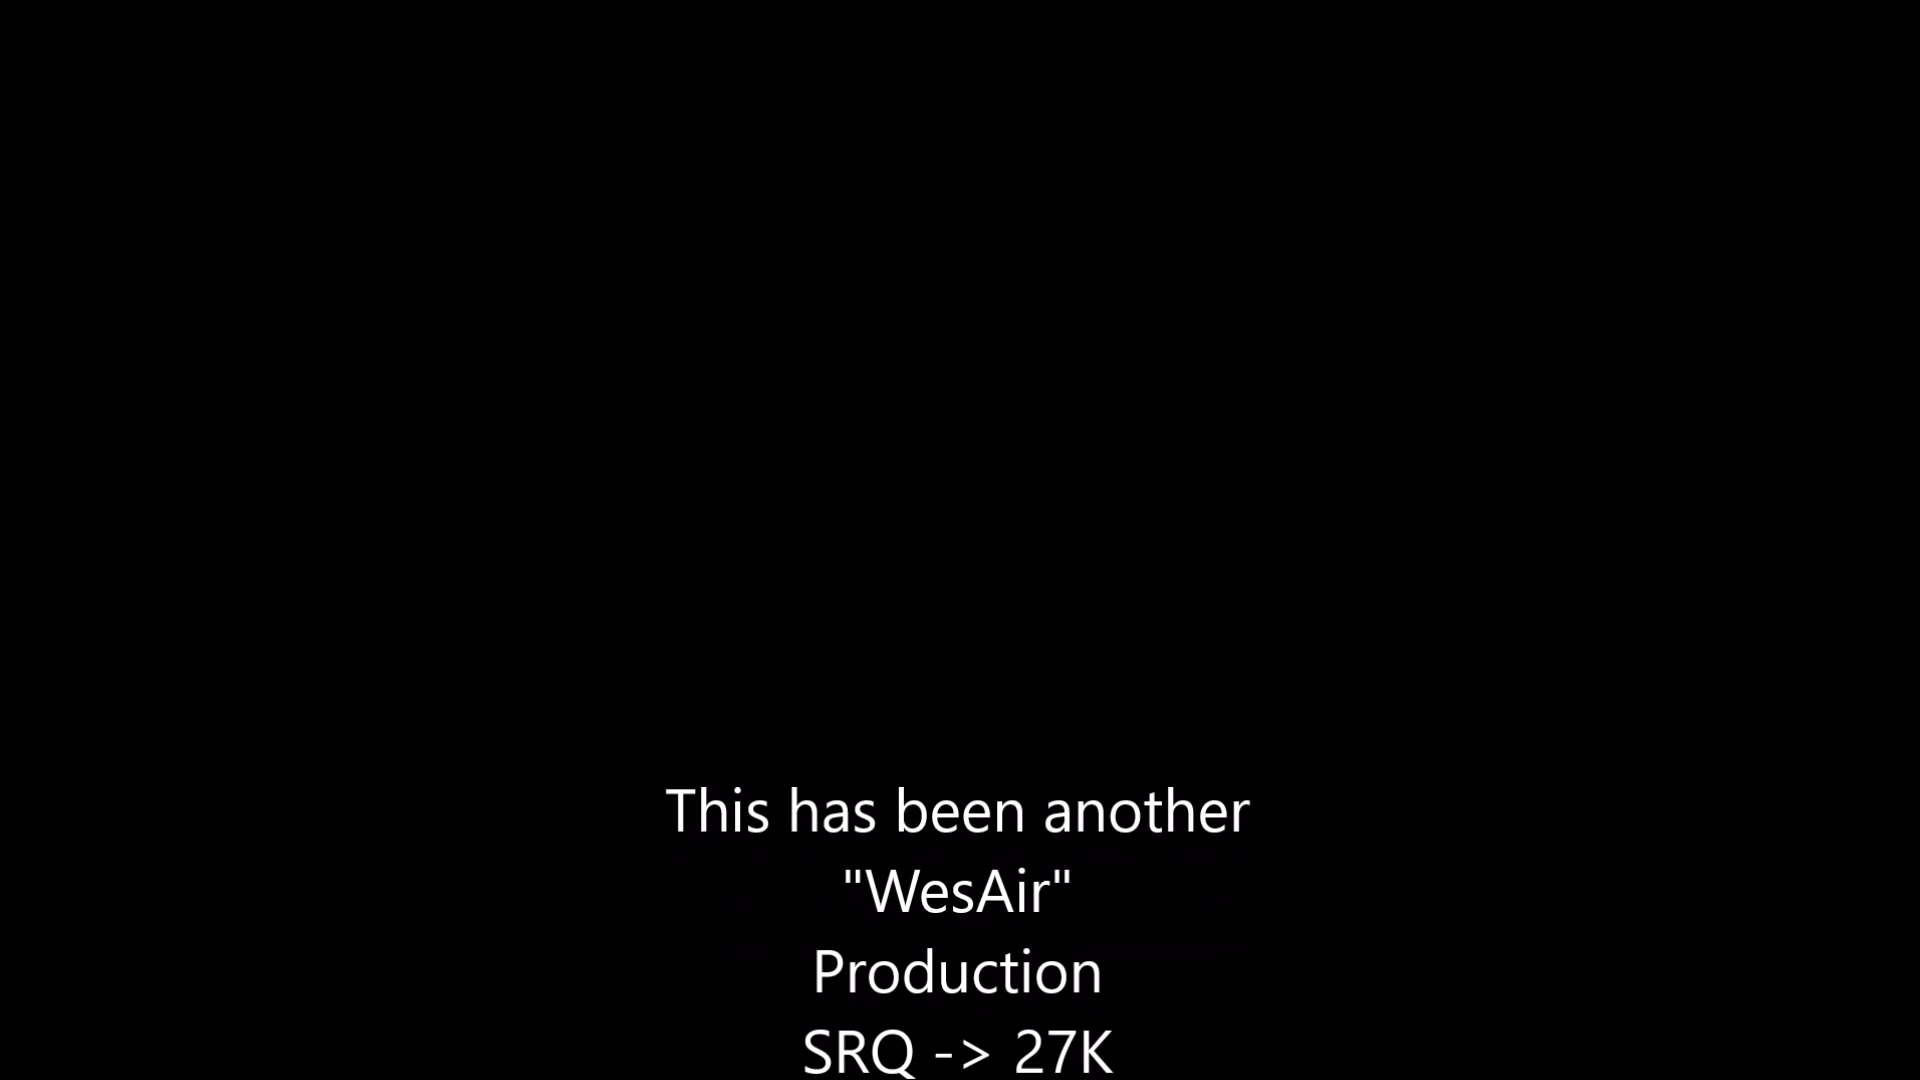 This has been another
"WesAir"
Production
SRQ -> 27K